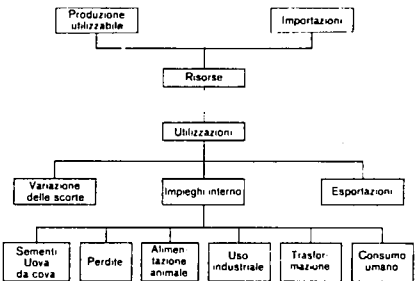 Produzione
utilizzabile
Importazioni
Risorse
Utilizzazioni
Variazione
delle scorte
Impieghi interno
Esportazioni
Sementi
Uova
da cova
Perdite
Alimen-
tazione
animale
Uso
industriale
Trasfor-
mazione
Consumo
umano